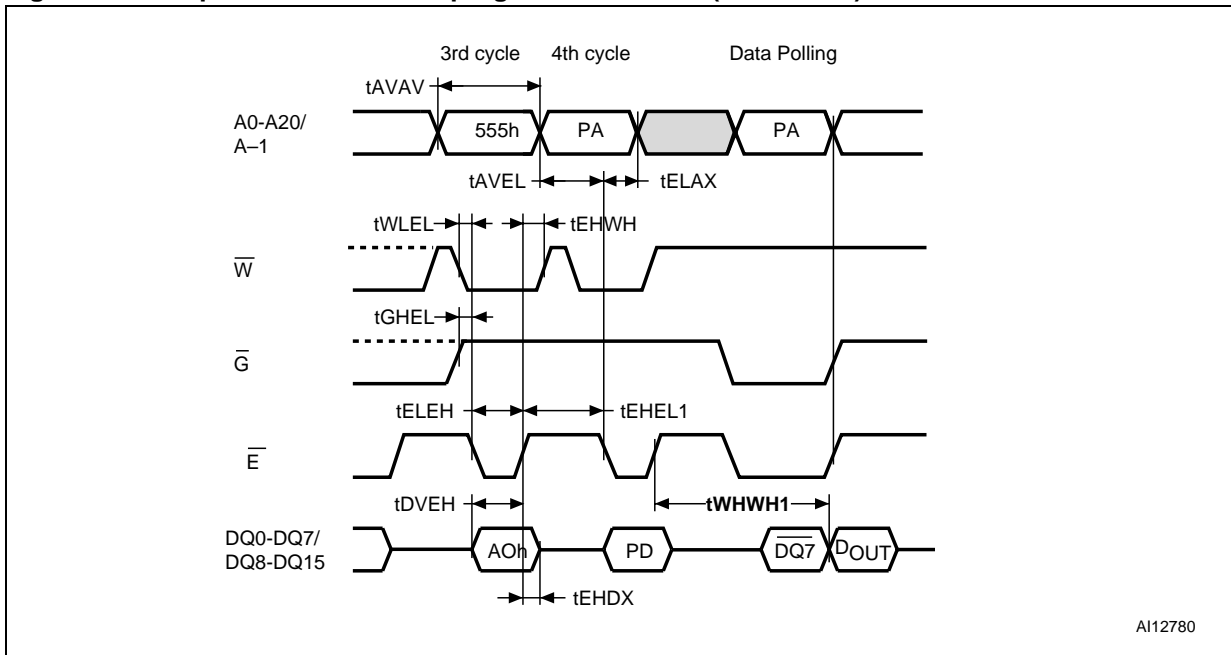 3rd cycle 4th cycle Data Polling
tAVAV
A0-A20/
A–1
555h PA PA
tAVEL tELAX
tWLEL tEHWH
W
tGHEL
G
tELEH tEHEL1
E
tDVEH tWHWH1
DQ0-DQ7/
DQ8-DQ15
AOh PD DQ7 DOUT
tEHDX
AI12780